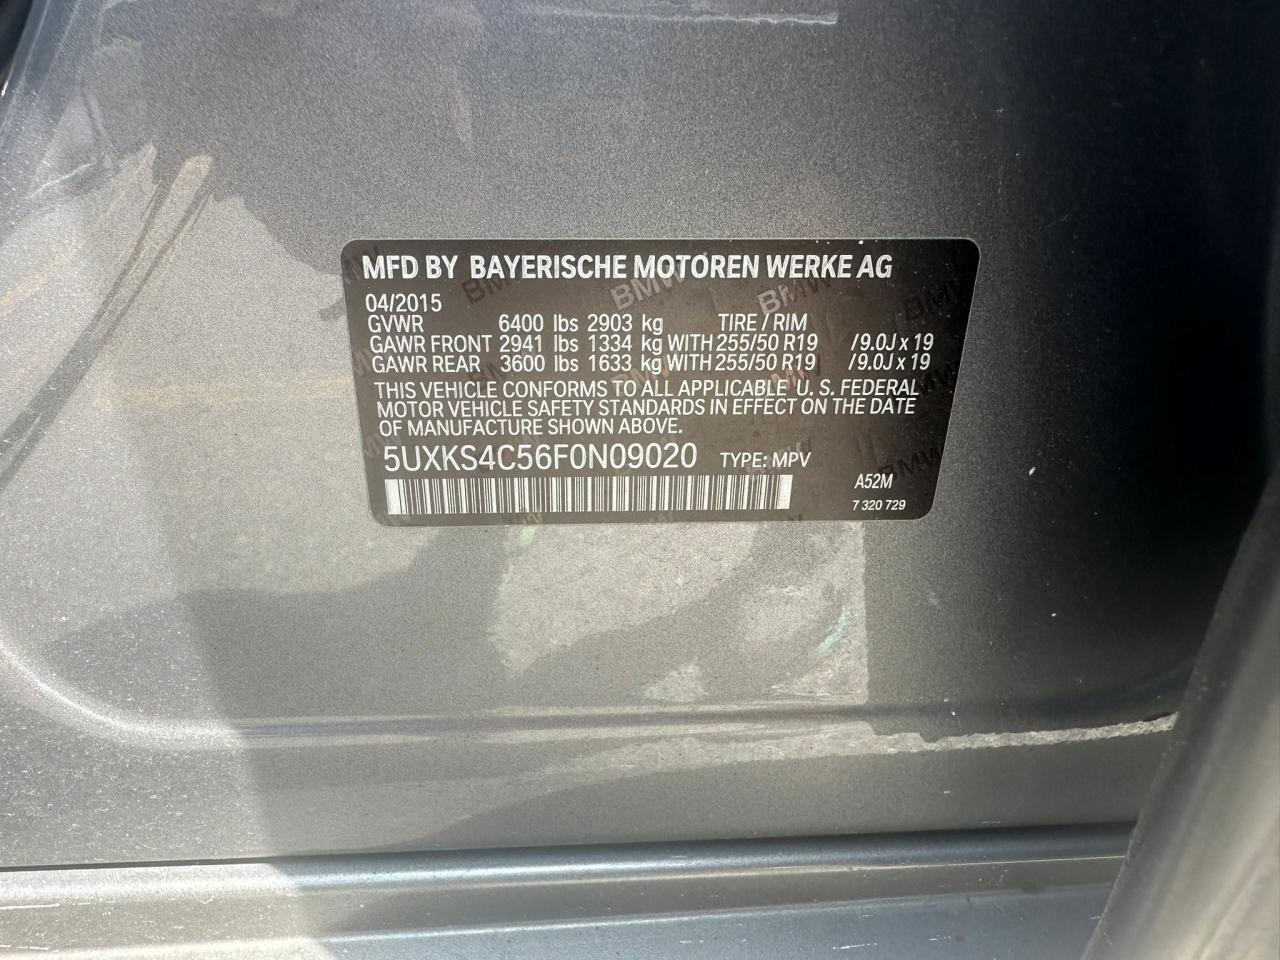 MFD BY BAYERISCHE MOTOREN WERKE AG
04/2015
GVWR 6400 lbs 2903 kg TIRE / RIM
GAWR FRONT 2941 lbs 1334 kg WITH 255/50 R19 /9.0J x 19
GAWR REAR 3600 lbs 1633 kg WITH 255/50 R19 /9.0J x 19
THIS VEHICLE CONFORMS TO ALL APPLICABLE U. S. FEDERAL
MOTOR VEHICLE SAFETY STANDARDS IN EFFECT ON THE DATE
OF MANUFACTURE SHOWN ABOVE.
5UXKS4C56F0N09020 TYPE: MPV
A52M
7 320 729